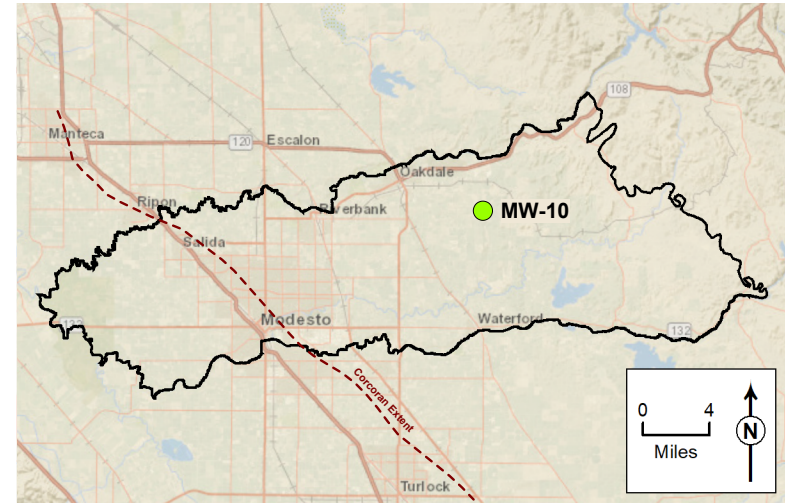 108
Manteca
120
Escalon
Oakdale
Ripon
Riverbank
MW-10
Salida
Modesto
Waterford
132
132
Corcoran Extent
Turlock
0 4
Miles
N